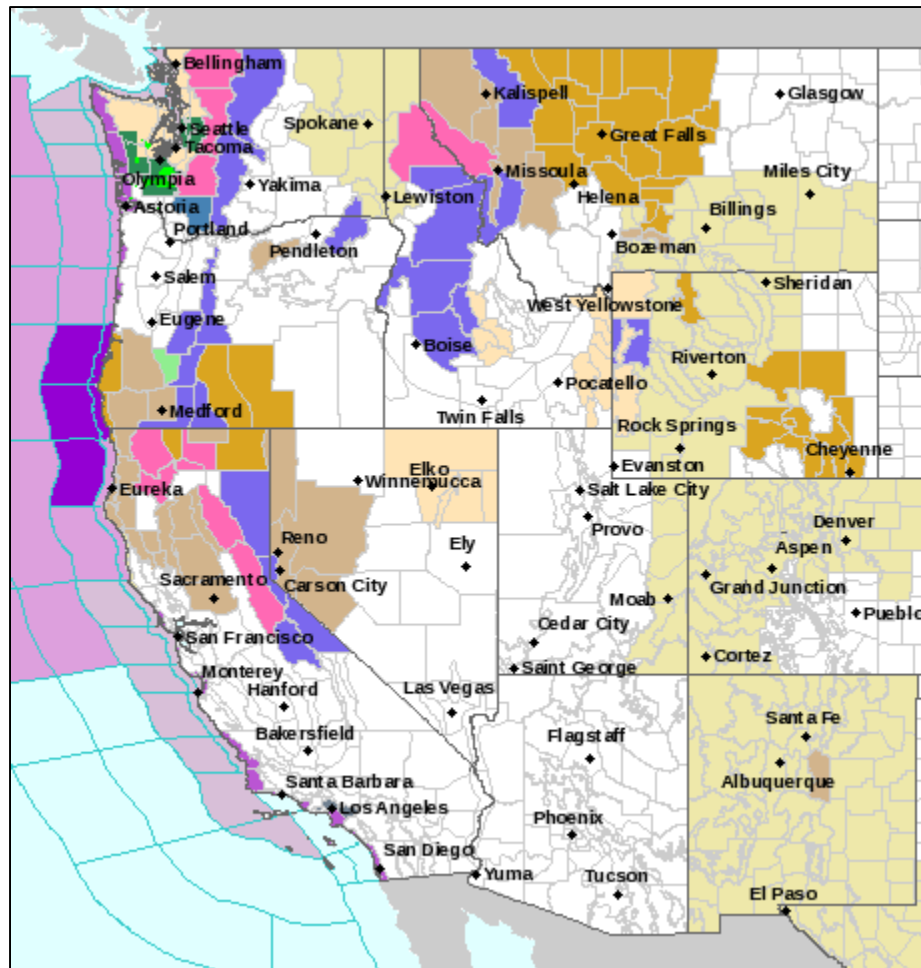 Bellingham
Kalispell
Glasgow
Seattle
Spokane
Great Falls
Tacoma
Missoula
Miles City
Olympia
Yakima
Helena
Lewiston
Billings
Astoria
Portland
Pendleton
Bozeman
Salem
Sheridan
West Yellowstone
Eugene
Boise
Riverton
Pocatello
Medford
Twin Falls
Rock Springs
Cheyenne
Elko
Evanston
Winnemucca
Eureka
Salt Lake City
Provo
Denver
Reno
Ely
Aspen
Sacramento
Carson City
Grand Junction
Moab
Pueblo
Cedar City
San Francisco
Cortez
Saint George
Monterey
Hanford
Las Vegas
Santa Fe
Bakersfield
Flagstaff
Albuquerque
Santa Barbara
Los Angeles
Phoenix
San Diego
Yuma
Tucson
El Paso